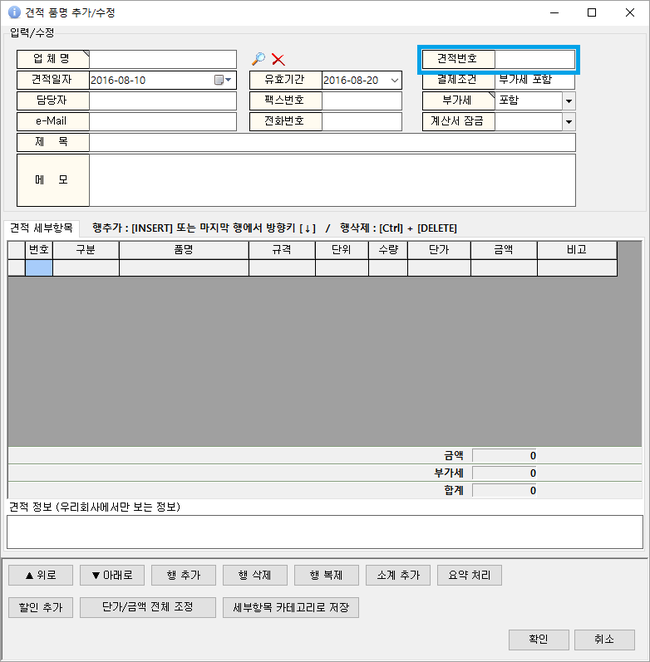 견적 품명 추가/수정
입력/수정
업 체 명 견적번호
견적일자 2016-08-10 유효기간 2016-08-20 결제조건 부가세 포함
담당자 팩스번호 부가세 포함
e-Mail 전화번호 계산서 잠금
제 목
메 모
견적 세부항목 행추가 : [INSERT] 또는 마지막 행에서 방향키 [↓] / 행삭제 : [Ctrl] + [DELETE]
번호 구분 품명 규격 단위 수량 단가 금액 비고
금액 0
부가세 0
합계 0
견적 정보 (우리회사에서만 보는 정보)
▲ 위로 ▼ 아래로 행 추가 행 삭제 행 복제 소계 추가 요약 처리
할인 추가 단가/금액 전체 조정 세부항목 카테고리로 저장
확인 취소